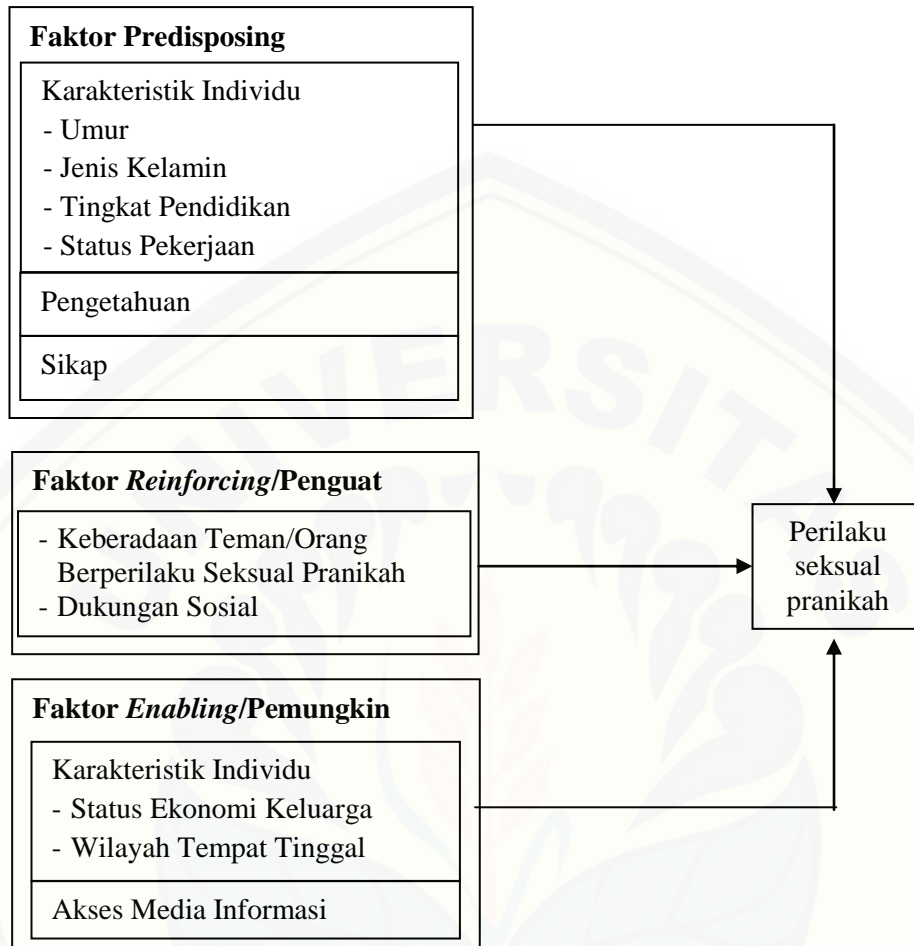 Faktor Predisposing
Karakteristik Individu
- Umur
- Jenis Kelamin
- Tingkat Pendidikan
- Status Pekerjaan
Pengetahuan
Sikap
Faktor Reinforcing/Penguat
- Keberadaan Teman/Orang
Berperilaku Seksual Pranikah
- Dukungan Sosial
Faktor Enabling/Pemungkin
Karakteristik Individu
- Status Ekonomi Keluarga
- Wilayah Tempat Tinggal
Akses Media Informasi
Perilaku
seksual
pranikah
UNIVERSITA